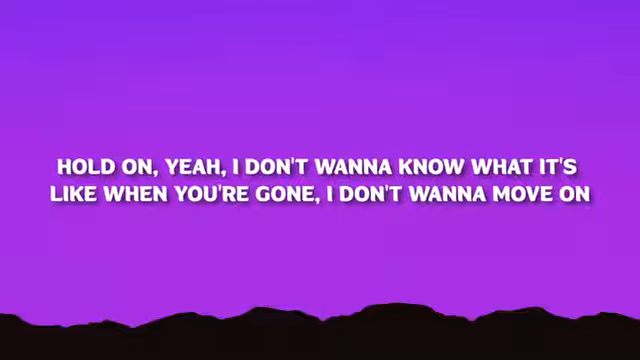 HOLD ON, YEAH, I DON'T WANNA KNOW WHAT IT'S
LIKE WHEN YOU'RE GONE, I DON'T WANNA MOVE ON